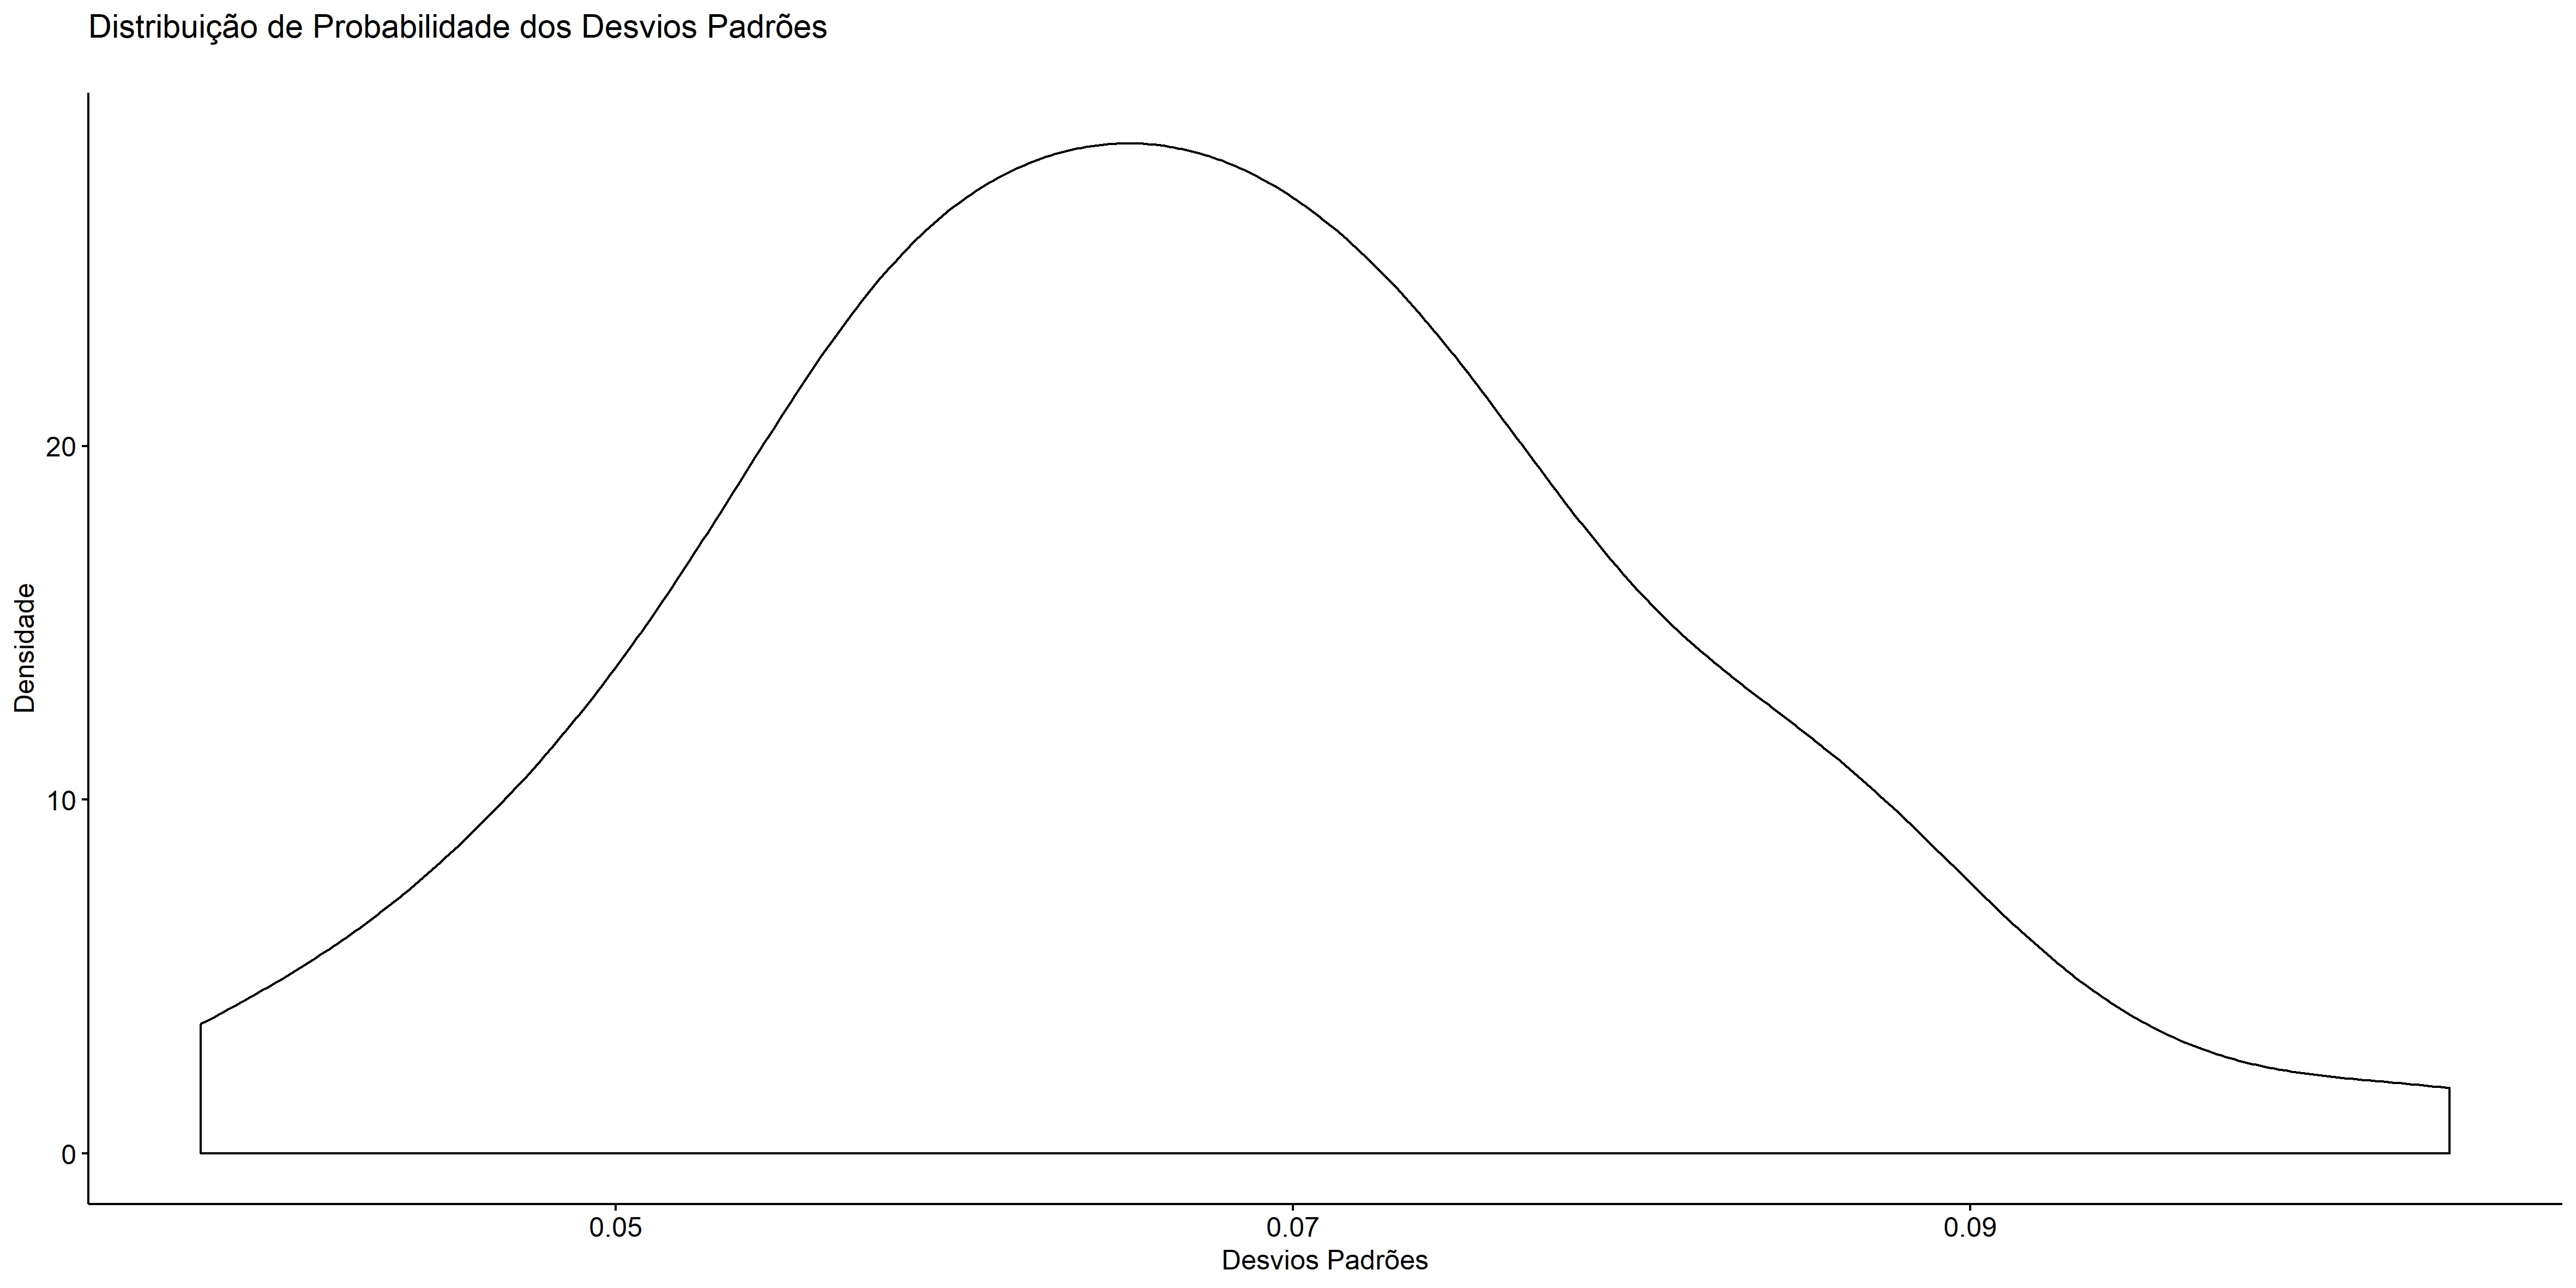 Distribuição de Probabilidade dos Desvios Padrões
Densidade
20
10
0
0.05
0.07
0.09
Desvios Padrões